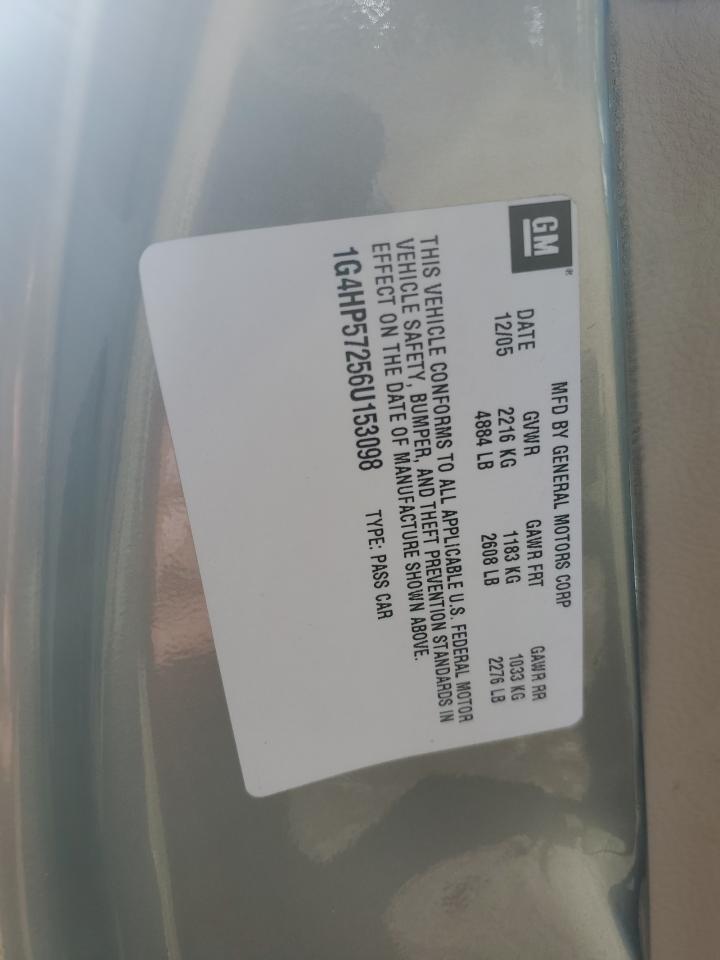 GM®
MFD BY GENERAL MOTORS CORP
DATE GVWR GAWR FRT GAWR RR
12/05 2216 KG 1183 KG 1033 KG
4884 LB 2608 LB 2276 LB
THIS VEHICLE CONFORMS TO ALL APPLICABLE U.S. FEDERAL MOTOR
VEHICLE SAFETY, BUMPER, AND THEFT PREVENTION STANDARDS IN
EFFECT ON THE DATE OF MANUFACTURE SHOWN ABOVE.
1G4HP57256U153098 TYPE: PASS CAR